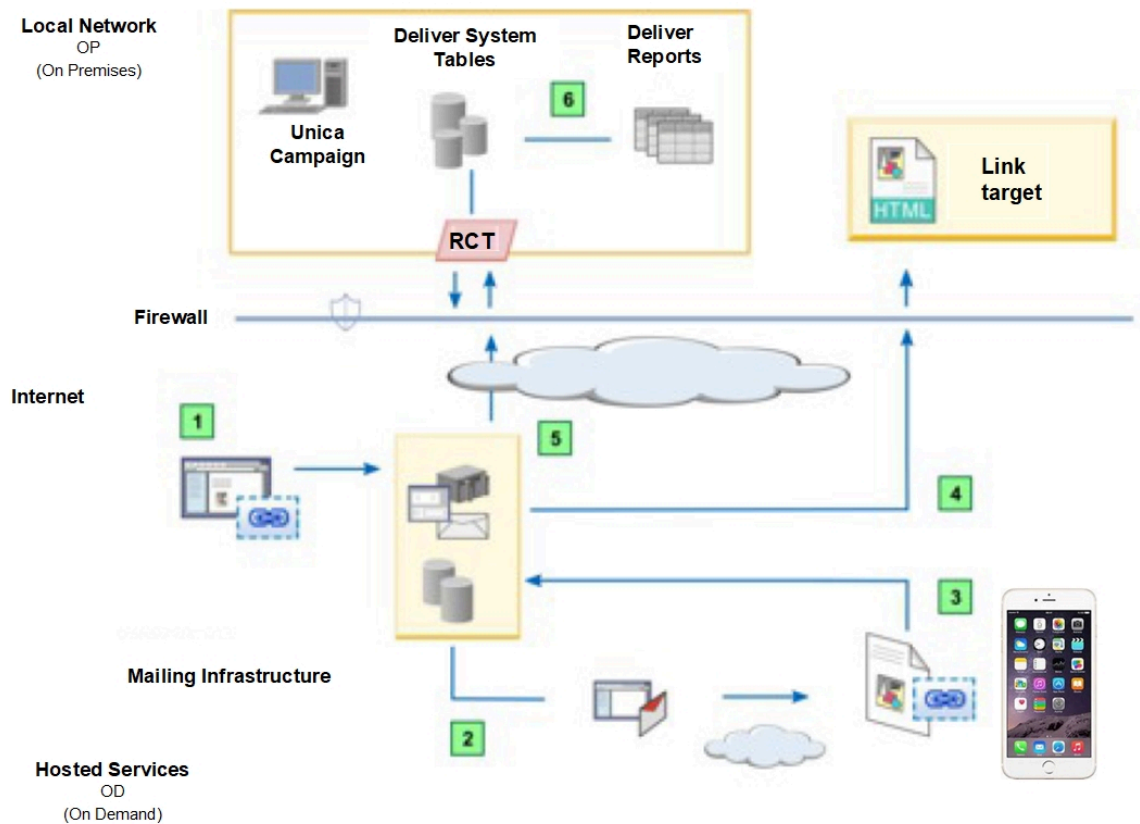 Local Network
OP
(On Premises)
Deliver System
Tables
Deliver
Reports
6
Unica
Campaign
HTML
Link
target
RCT
Firewall
Internet
1
5
4
3
Mailing Infrastructure
2
Hosted Services
OD
(On Demand)